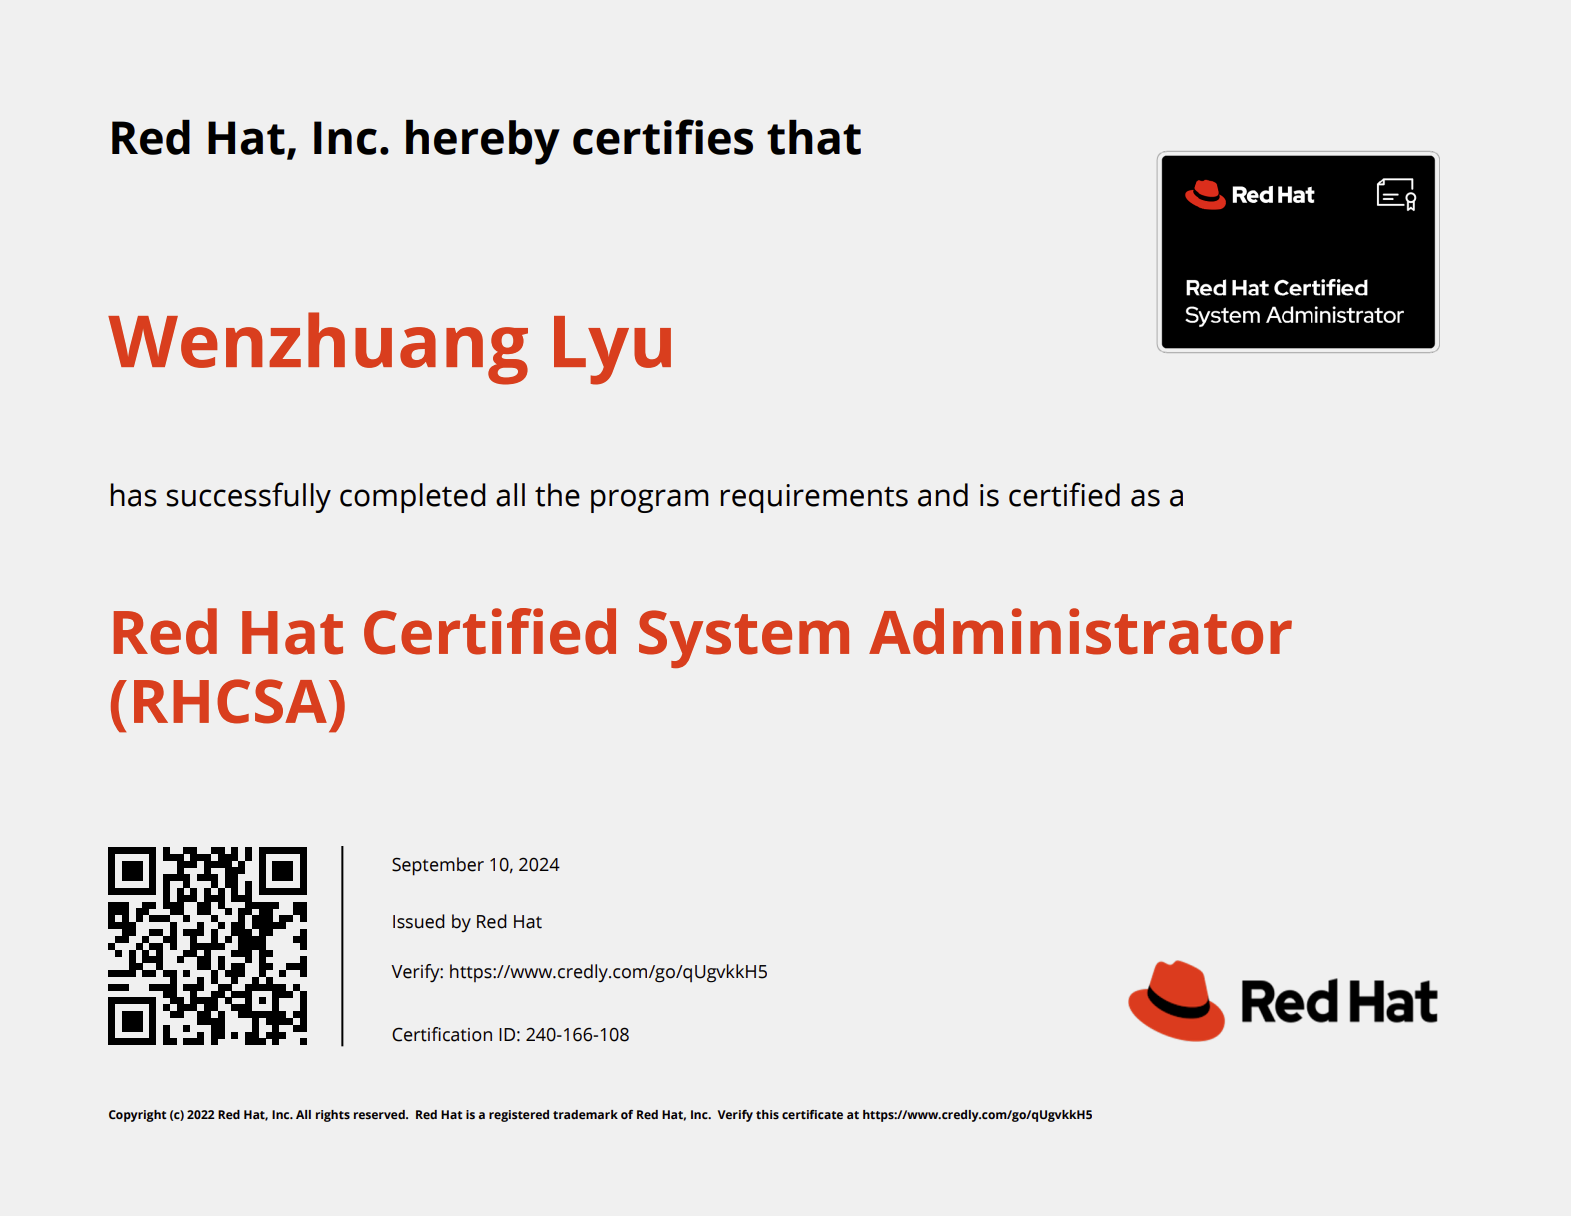 Red Hat, Inc. hereby certifies that
Red Hat
Red Hat Certified
System Administrator
Wenzhuang Lyu
has successfully completed all the program requirements and is certified as a
Red Hat Certified System Administrator
(RHCSA)
September 10, 2024
Issued by Red Hat
Verify: https://www.credly.com/go/qUgvkkH5
Certification ID: 240-166-108
Red Hat
Copyright (c) 2022 Red Hat, Inc. All rights reserved.  Red Hat is a registered trademark of Red Hat, Inc.  Verify this certificate at https://www.credly.com/go/qUgvkkH5